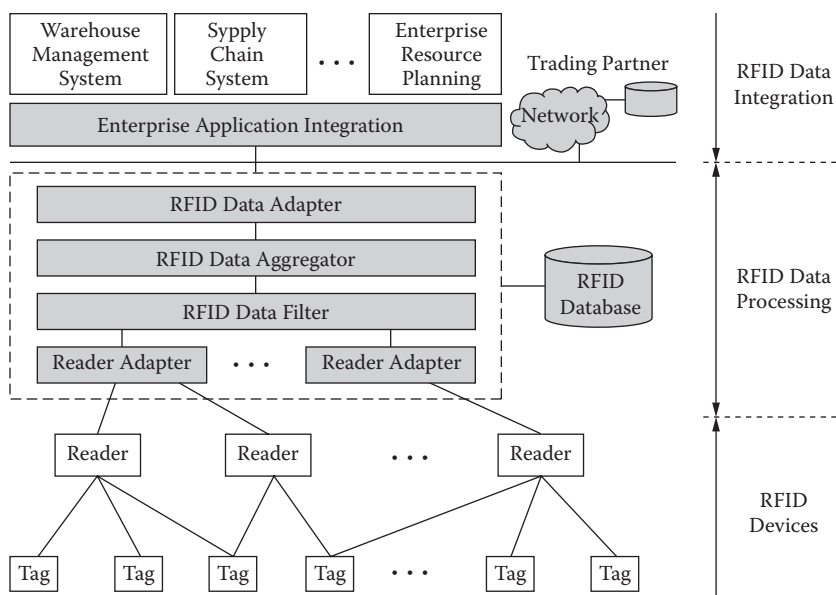 Warehouse
Management
System
Sypply
Chain
System
Enterprise
Resource
Planning
Trading Partner
Network
RFID Data
Integration
Enterprise Application Integration
RFID Data Adapter
RFID Data Aggregator
RFID Data Filter
Reader Adapter
Reader Adapter
RFID
Database
RFID Data
Processing
Reader
Reader
Reader
RFID
Devices
Tag
Tag
Tag
Tag
Tag
Tag